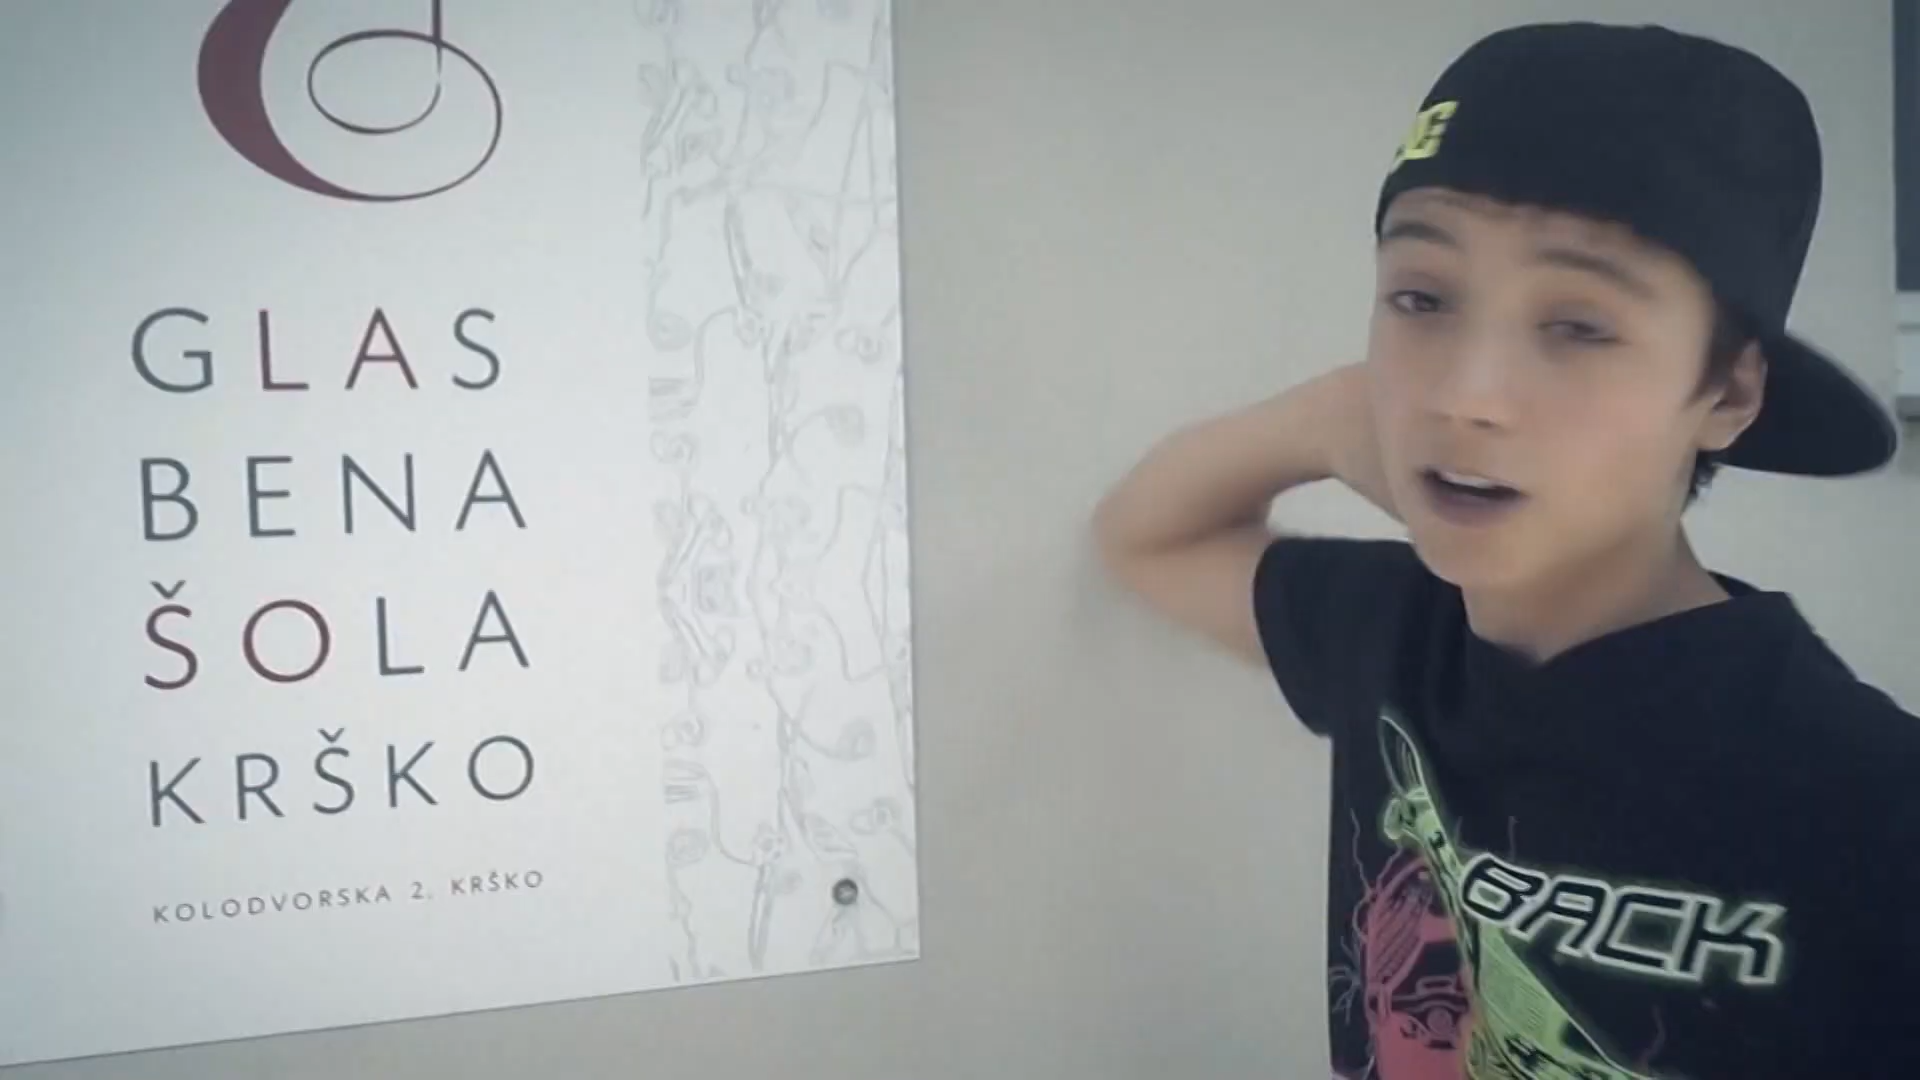 GLAS
BENA
ŠOLA
KRŠKO
KOLODVORSKA 2, KRŠKO
BACK